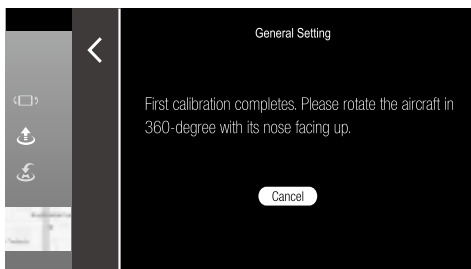 General Setting
First calibration completes. Please rotate the aircraft in
360-degree with its nose facing up.
Cancel